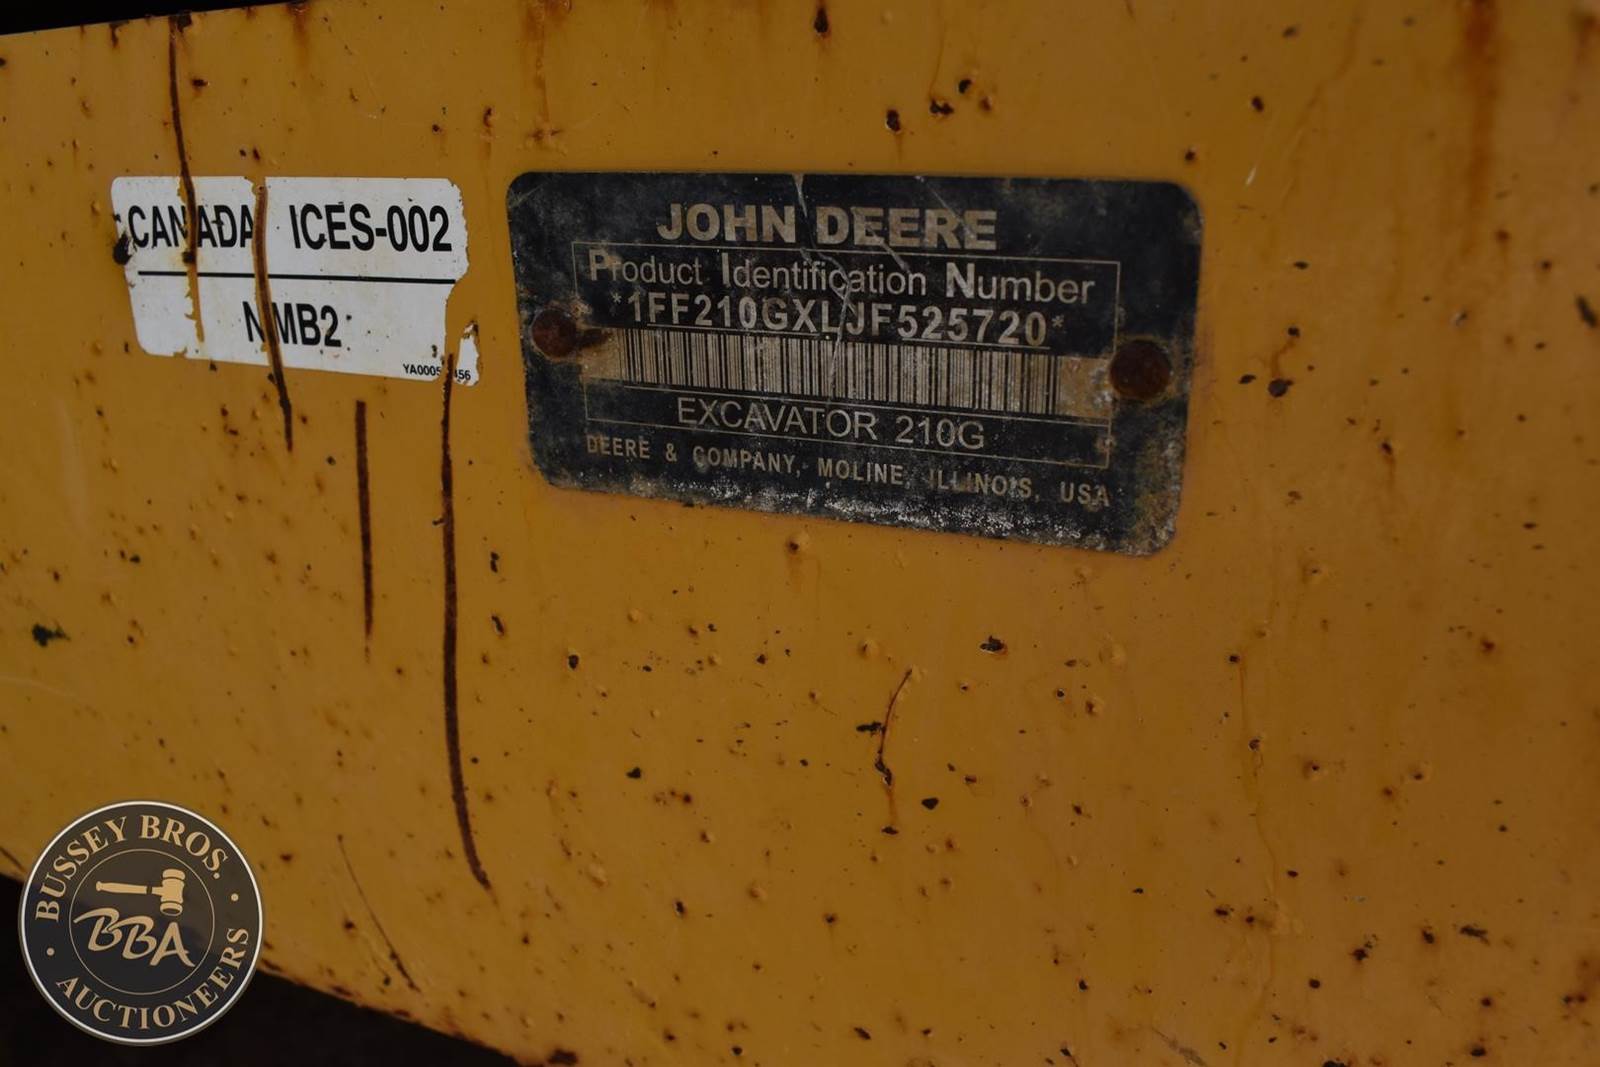 CANADA ICES-002
NMB2
JOHN DEERE
Product Identification Number
*1FF210GXLJF525720*
EXCAVATOR 210G
DEERE & COMPANY, MOLINE, ILLINOIS, USA
BUSSEY BROS.
BBA
AUCTIONEERS